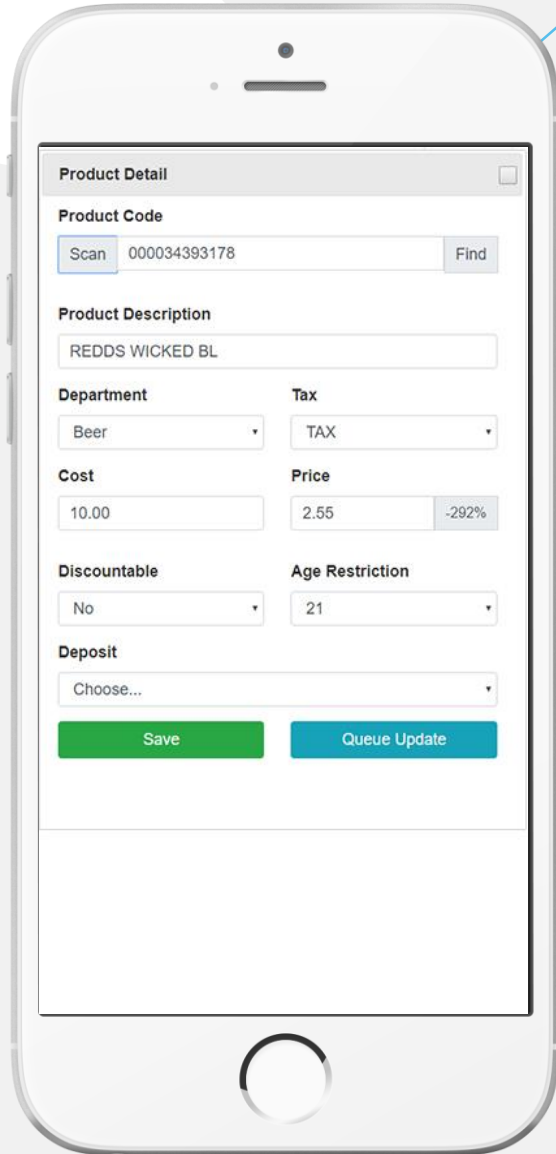 Product Detail
Product Code
Scan 000034393178 Find
Product Description
REDDS WICKED BL
Department Tax
Beer TAX
Cost Price
10.00 2.55 -292%
Discountable Age Restriction
No 21
Deposit
Choose...
Save Queue Update